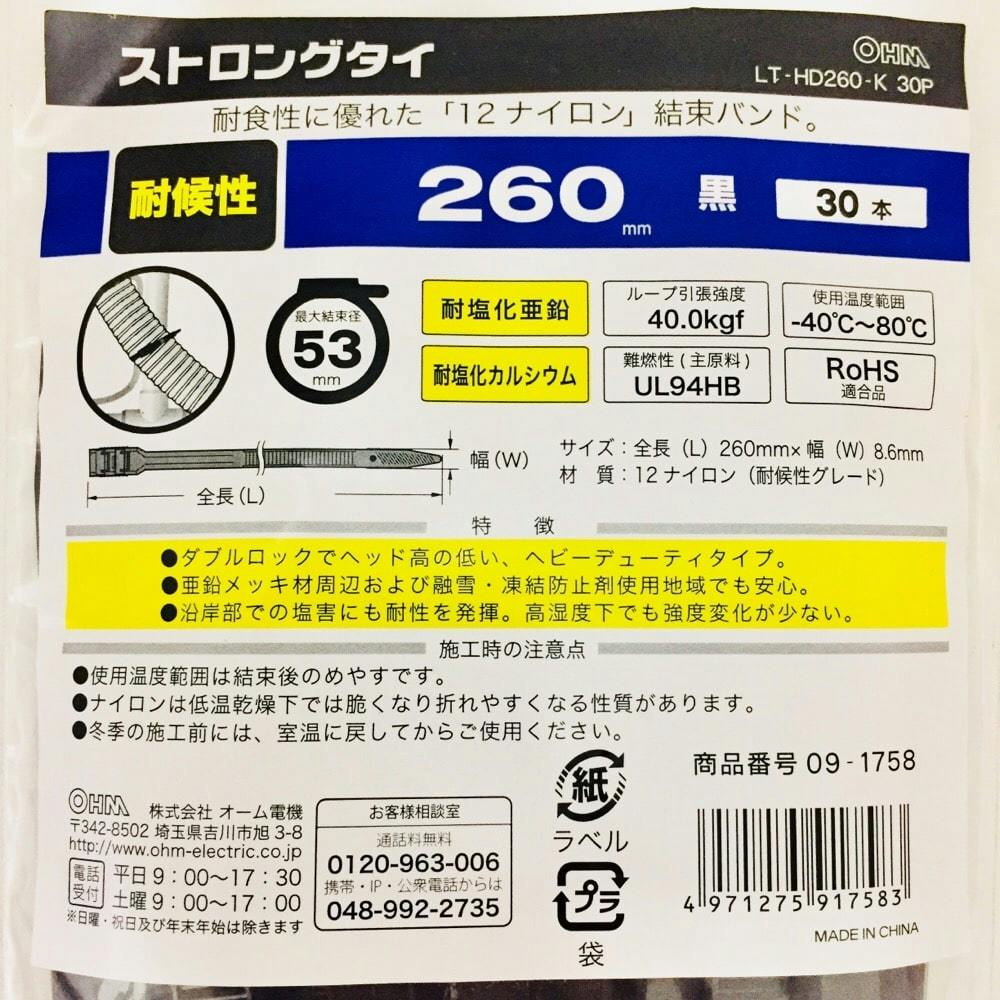 ストロングタイ
OHM
LT-HD260-K 30P
耐食性に優れた「12ナイロン」結束バンド。
耐候性
260mm
黒
30本
最大結束径
53
mm
耐塩化亜鉛
ループ引張強度
40.0kgf
使用温度範囲
-40℃〜80℃
耐塩化カルシウム
難燃性(主原料)
UL94HB
RoHS
適合品
幅(W)
全長(L)
サイズ：全長(L) 260mm×幅(W) 8.6mm
材　質：12ナイロン(耐候性グレード)
特　徴
●ダブルロックでヘッド高の低い、ヘビーデューティタイプ。
●亜鉛メッキ材周辺および融雪・凍結防止剤使用地域でも安心。
●沿岸部での塩害にも耐性を発揮。高湿度下でも強度変化が少ない。
施工時の注意点
●使用温度範囲は結束後のめやすです。
●ナイロンは低温乾燥下では脆くなり折れやすくなる性質があります。
●冬季の施工前には、室温に戻してからご使用ください。
OHM 株式会社 オーム電機
〒342-8502 埼玉県吉川市旭 3-8
http://www.ohm-electric.co.jp
電話受付
平日 9：00〜17：30
土曜 9：00〜17：00
※日曜・祝日及び年末年始は除きます
お客様相談室
通話料無料
0120-963-006
携帯・IP・公衆電話からは
048-992-2735
紙
ラベル
プラ
袋
商品番号 09-1758
4 971275 917583
MADE IN CHINA